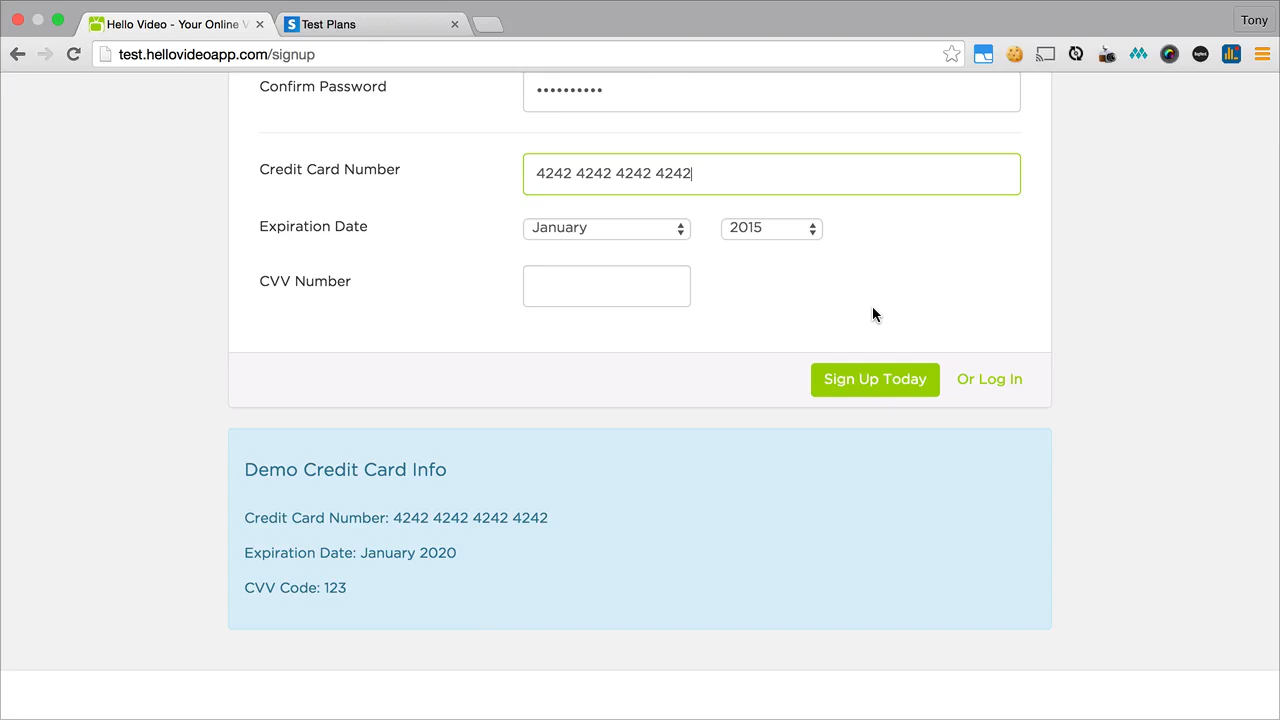 Hello Video - Your Online V
Test Plans
Tony
test.hellovideoapp.com/signup
Confirm Password
••••••••••
Credit Card Number
4242 4242 4242 4242
Expiration Date
January
2015
CVV Number
Sign Up Today
Or Log In
Demo Credit Card Info
Credit Card Number: 4242 4242 4242 4242
Expiration Date: January 2020
CVV Code: 123